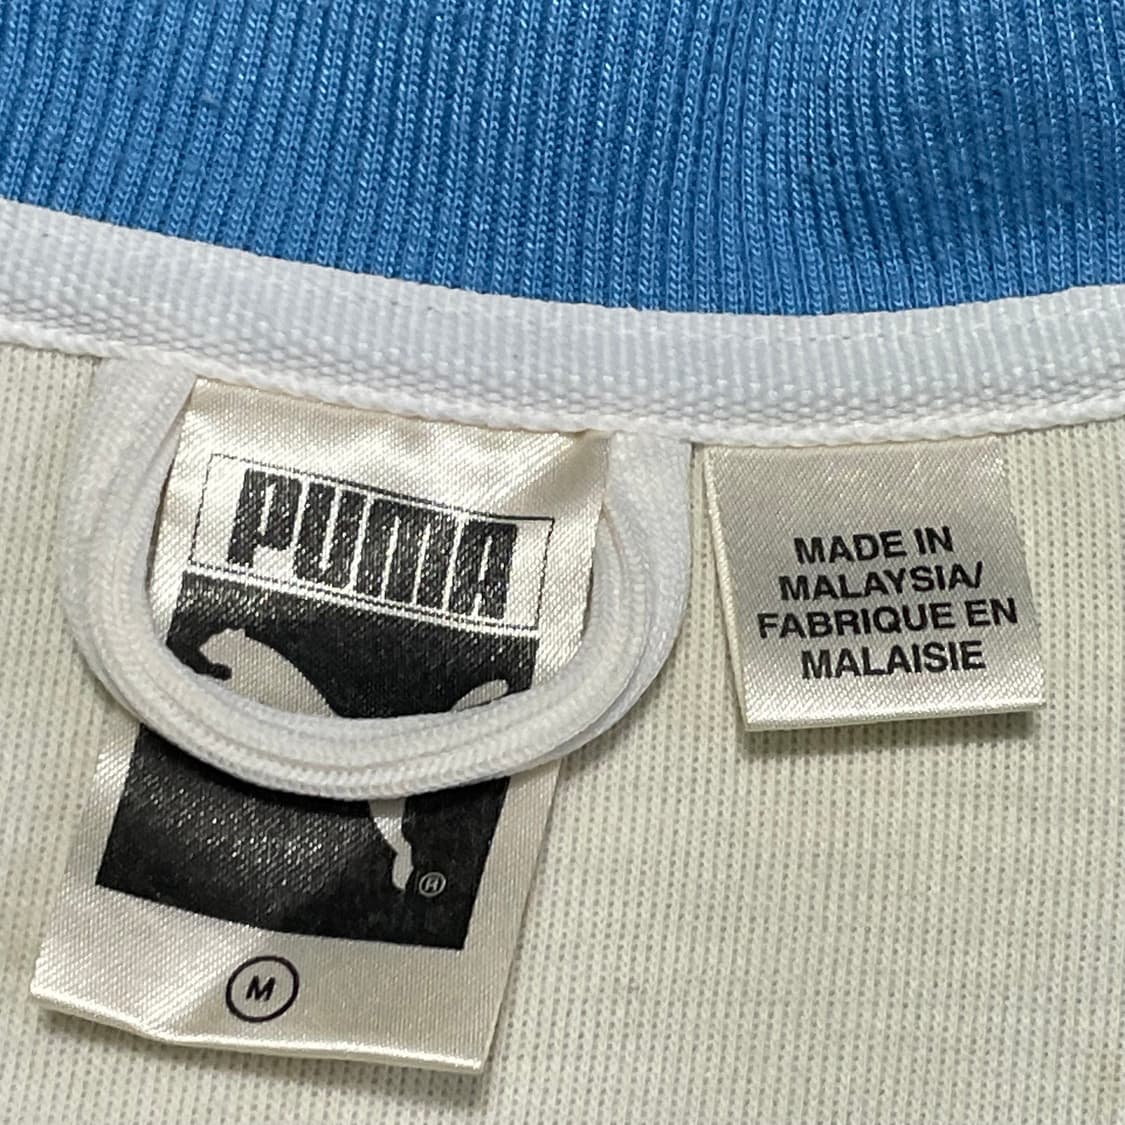 PUMA
®
M
MADE IN
MALAYSIA/
FABRIQUE EN
MALAISIE